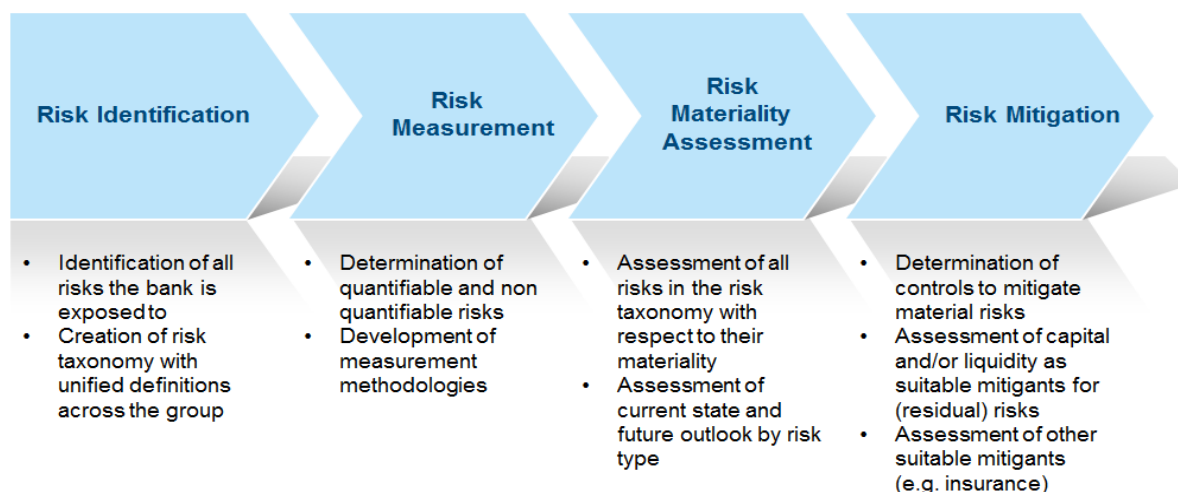 Risk Identification
Risk
Measurement
Risk
Materiality
Assessment
Risk Mitigation
• Identification of all
risks the bank is
exposed to
• Creation of risk
taxonomy with
unified definitions
across the group
• Determination of
quantifiable and non
quantifiable risks
• Development of
measurement
methodologies
• Assessment of all
risks in the risk
taxonomy with
respect to their
materiality
• Assessment of
current state and
future outlook by risk
type
• Determination of
controls to mitigate
material risks
• Assessment of capital
and/or liquidity as
suitable mitigants for
(residual) risks
• Assessment of other
suitable mitigants
(e.g. insurance)